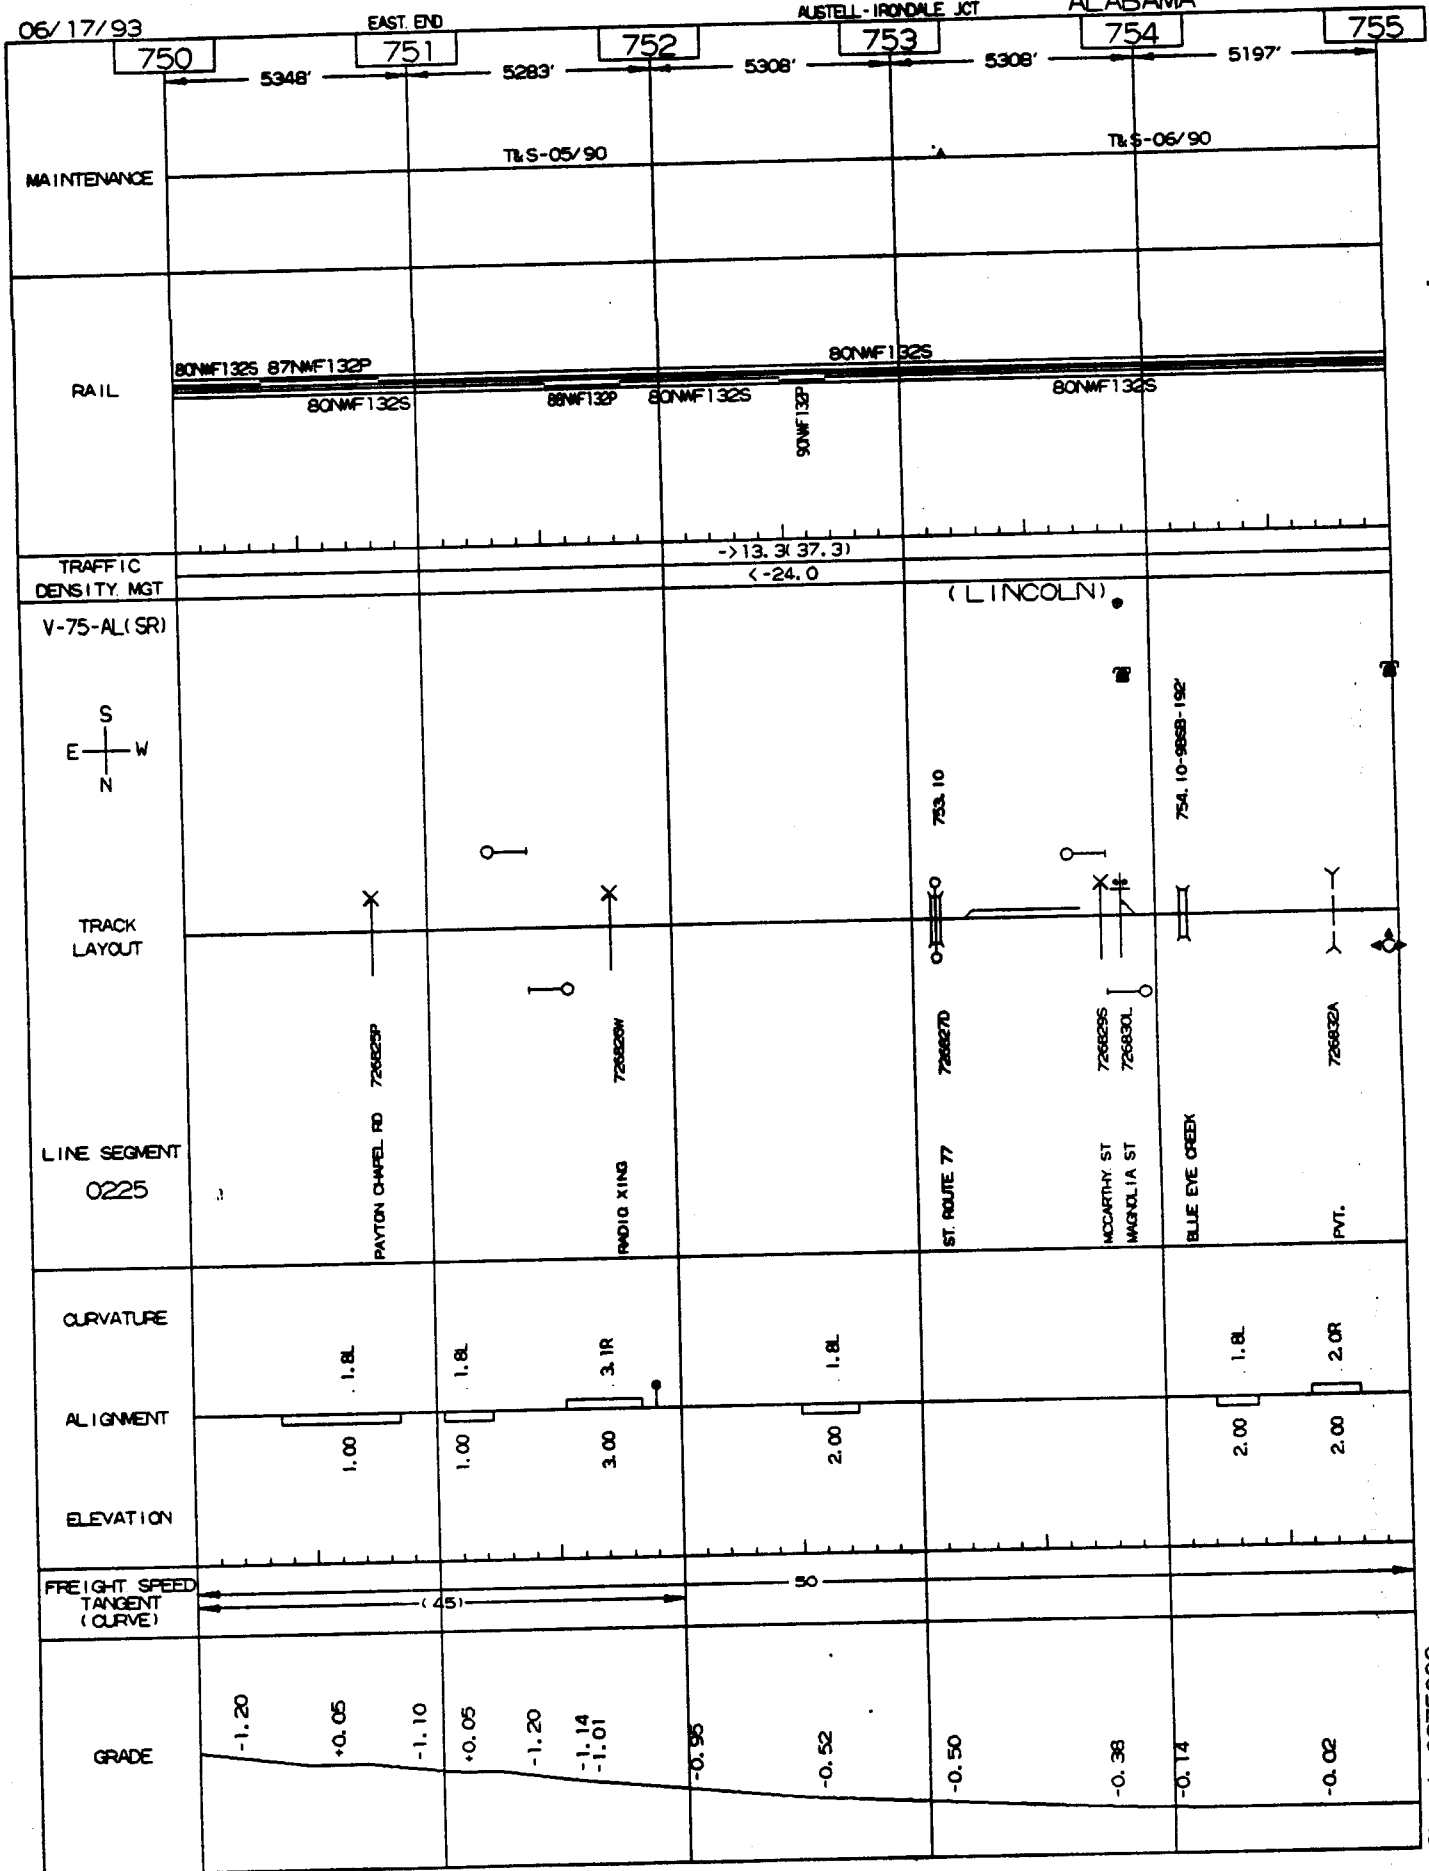 06/17/93
EAST. END
AUSTELL - IRONDALE JCT
ALABAMA
750
751
752
753
754
755
5348'
5283'
5308'
5308'
5197'
MAINTENANCE
T&S-05/90
T&S-06/90
RAIL
80NWF132S 87NWF132P
80NWF132S
80NWF132S
88NWF132P
80NWF132S
90NWF132P
80NWF132S
TRAFFIC
DENSITY. MGT
->13.3(37.3)
<-24.0
V-75-AL(SR)
(LINCOLN)
S
E W
N
TRACK
LAYOUT
753.10
754.10-9868-192'
LINE SEGMENT
0225
PAYTON CHAPEL RD 726825P
RADIO XING 726826W
ST. ROUTE 77 726827D
MCCARTHY. ST 726829S
MAGNOLIA ST 726830L
BLUE EYE CREEK
PVT. 726832A
CURVATURE
1.8L
1.8L
3.1R
1.8L
1.8L
2.0R
ALIGNMENT
1.00
1.00
3.00
2.00
2.00
2.00
ELEVATION
FREIGHT SPEED
TANGENT
(CURVE)
50
(45)
GRADE
-1.20
+0.05
-1.10
+0.05
-1.20
-1.14
-1.01
-0.95
-0.52
-0.50
-0.38
-0.14
-0.02